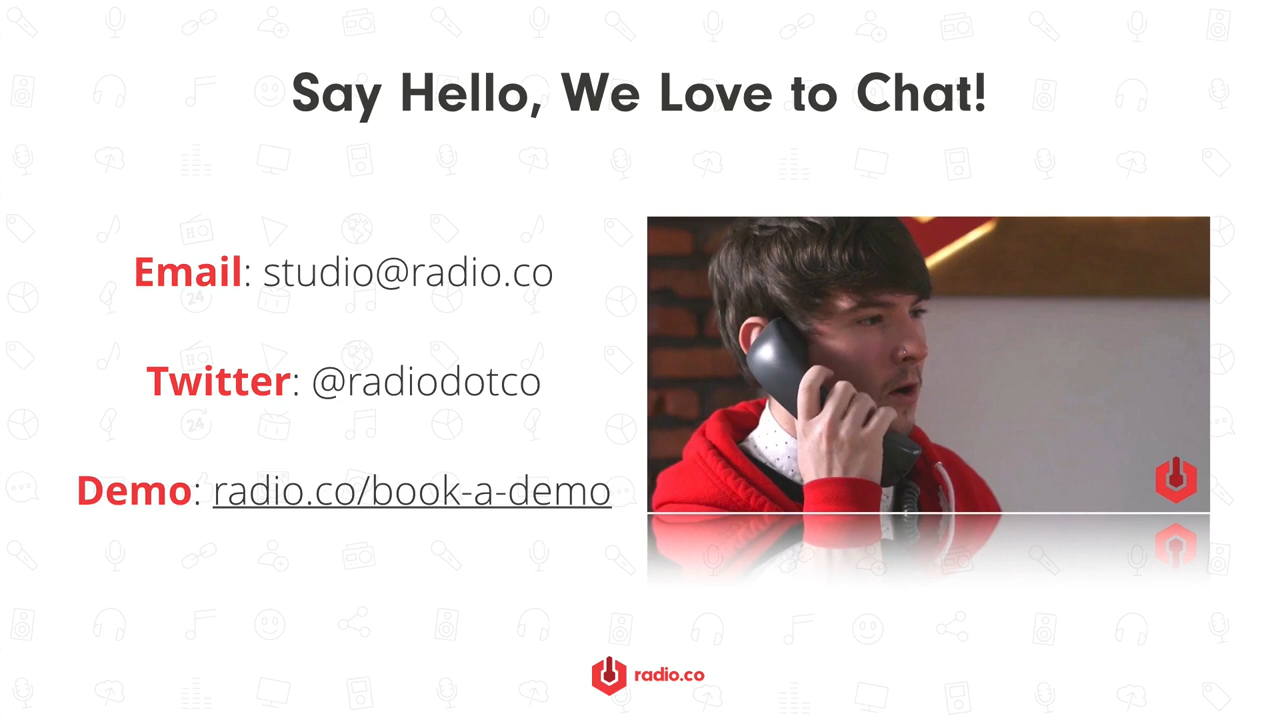 Say Hello, We Love to Chat!
Email: studio@radio.co
Twitter: @radiodotco
Demo: radio.co/book-a-demo
radio.co